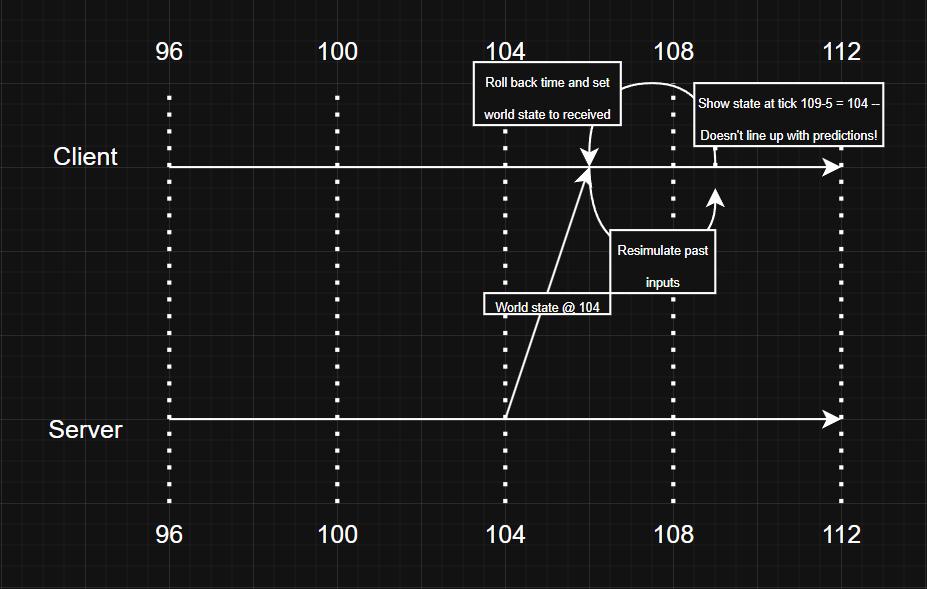 96
100
104
108
112
Roll back time and set
world state to received
Show state at tick 109-5 = 104 --
Doesn't line up with predictions!
Client
Resimulate past
inputs
World state @ 104
Server
96
100
104
108
112